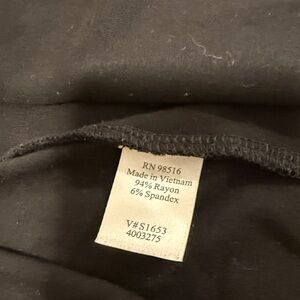 RN 98516
Made in Vietnam
94% Rayon
6% Spandex
V#S1653
4003275